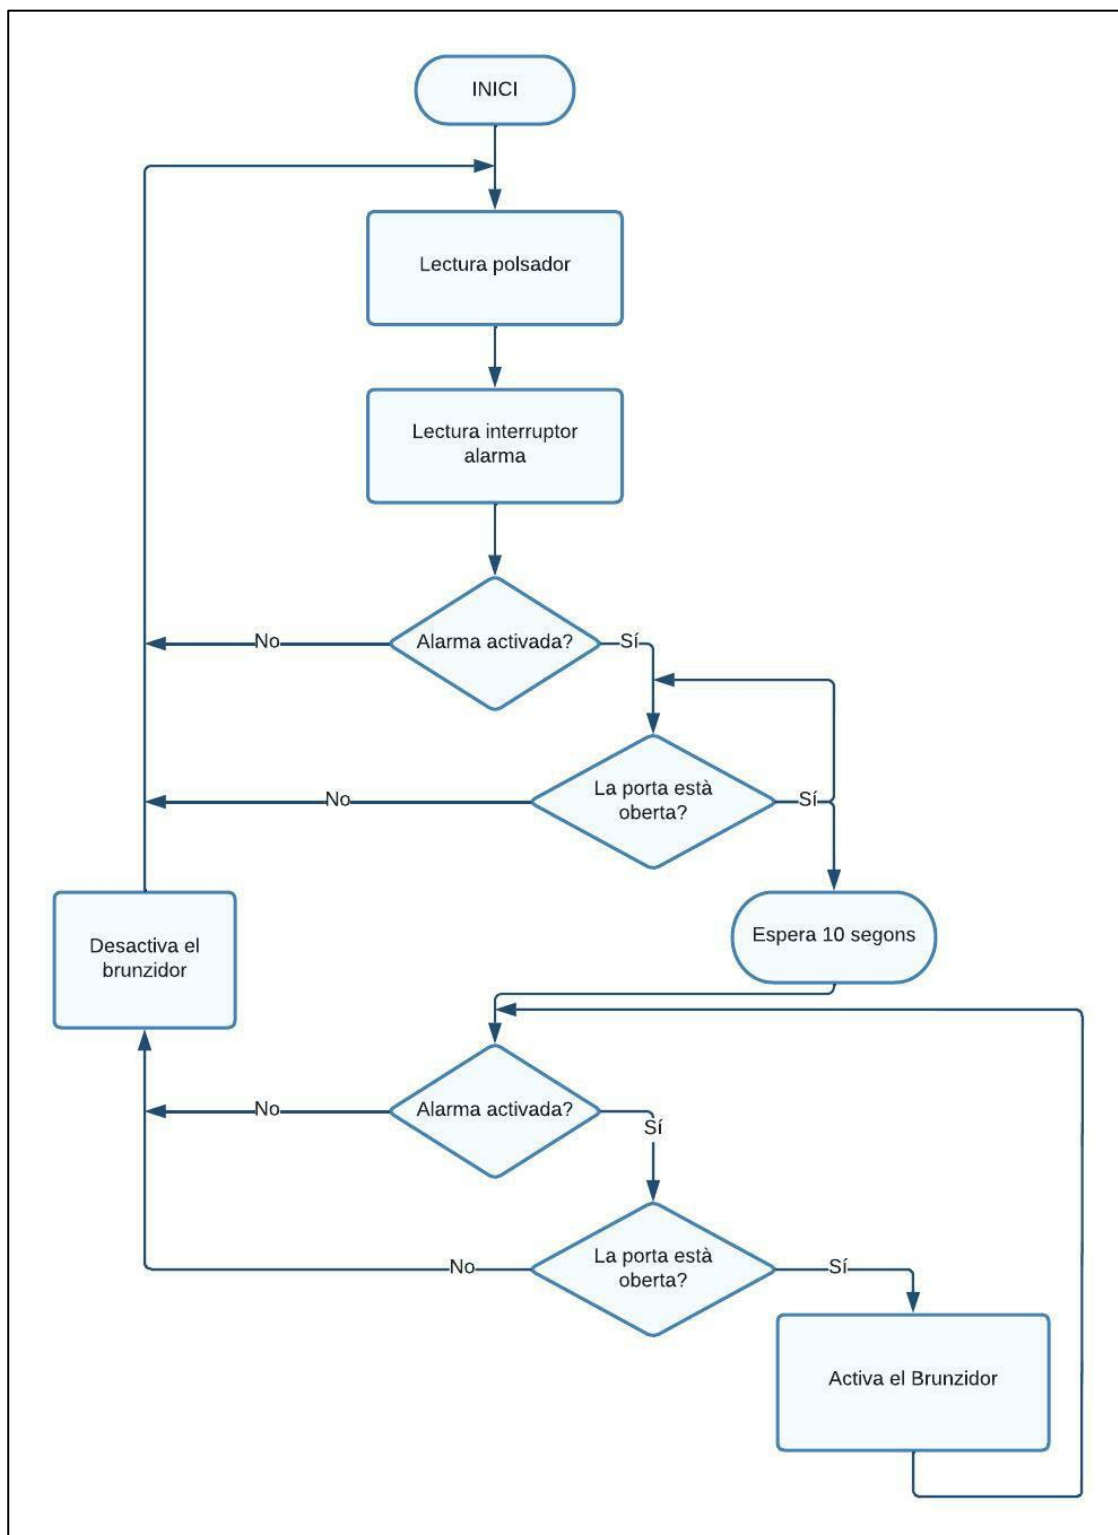 INICI
Lectura polsador
Lectura interruptor
alarma
No
Alarma activada?
Sí
No
La porta està
oberta?
Sí
Desactiva el
brunzidor
Espera 10 segons
No
Alarma activada?
Sí
No
La porta està
oberta?
Sí
Activa el Brunzidor